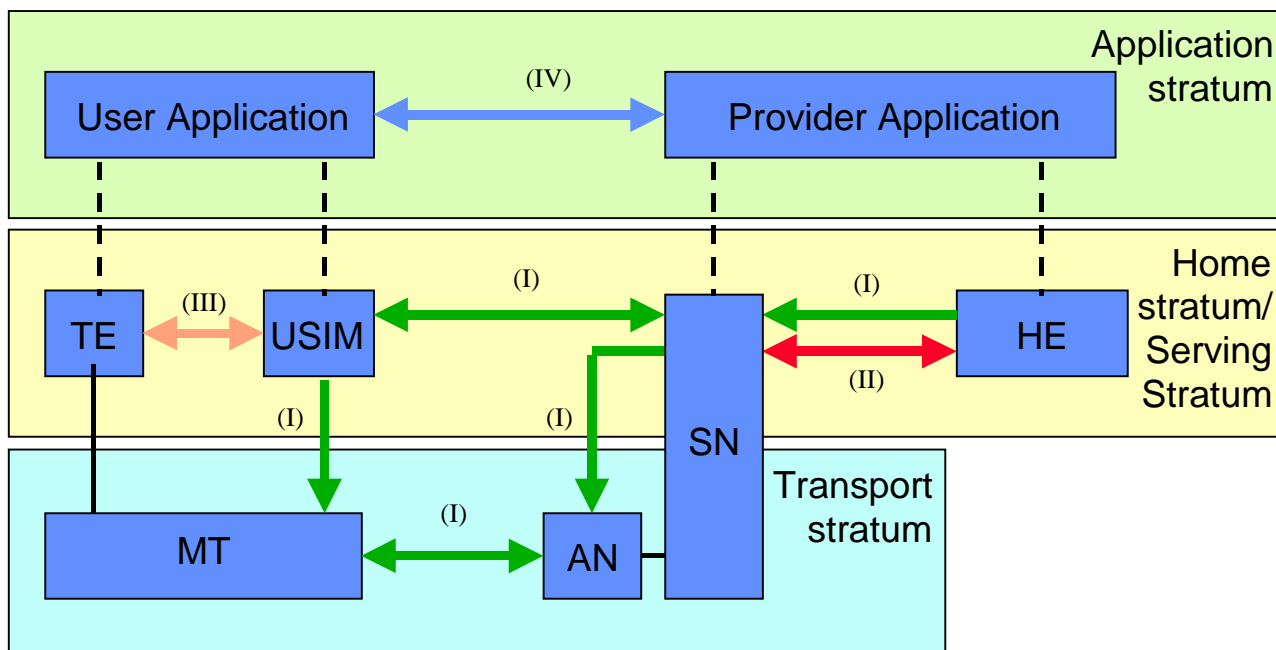 Application
stratum
(IV)
User Application
Provider Application
Home
stratum/
Serving
Stratum
(I)
(I)
(III)
TE
USIM
HE
(II)
(I)
(I)
SN
Transport
stratum
(I)
MT
AN